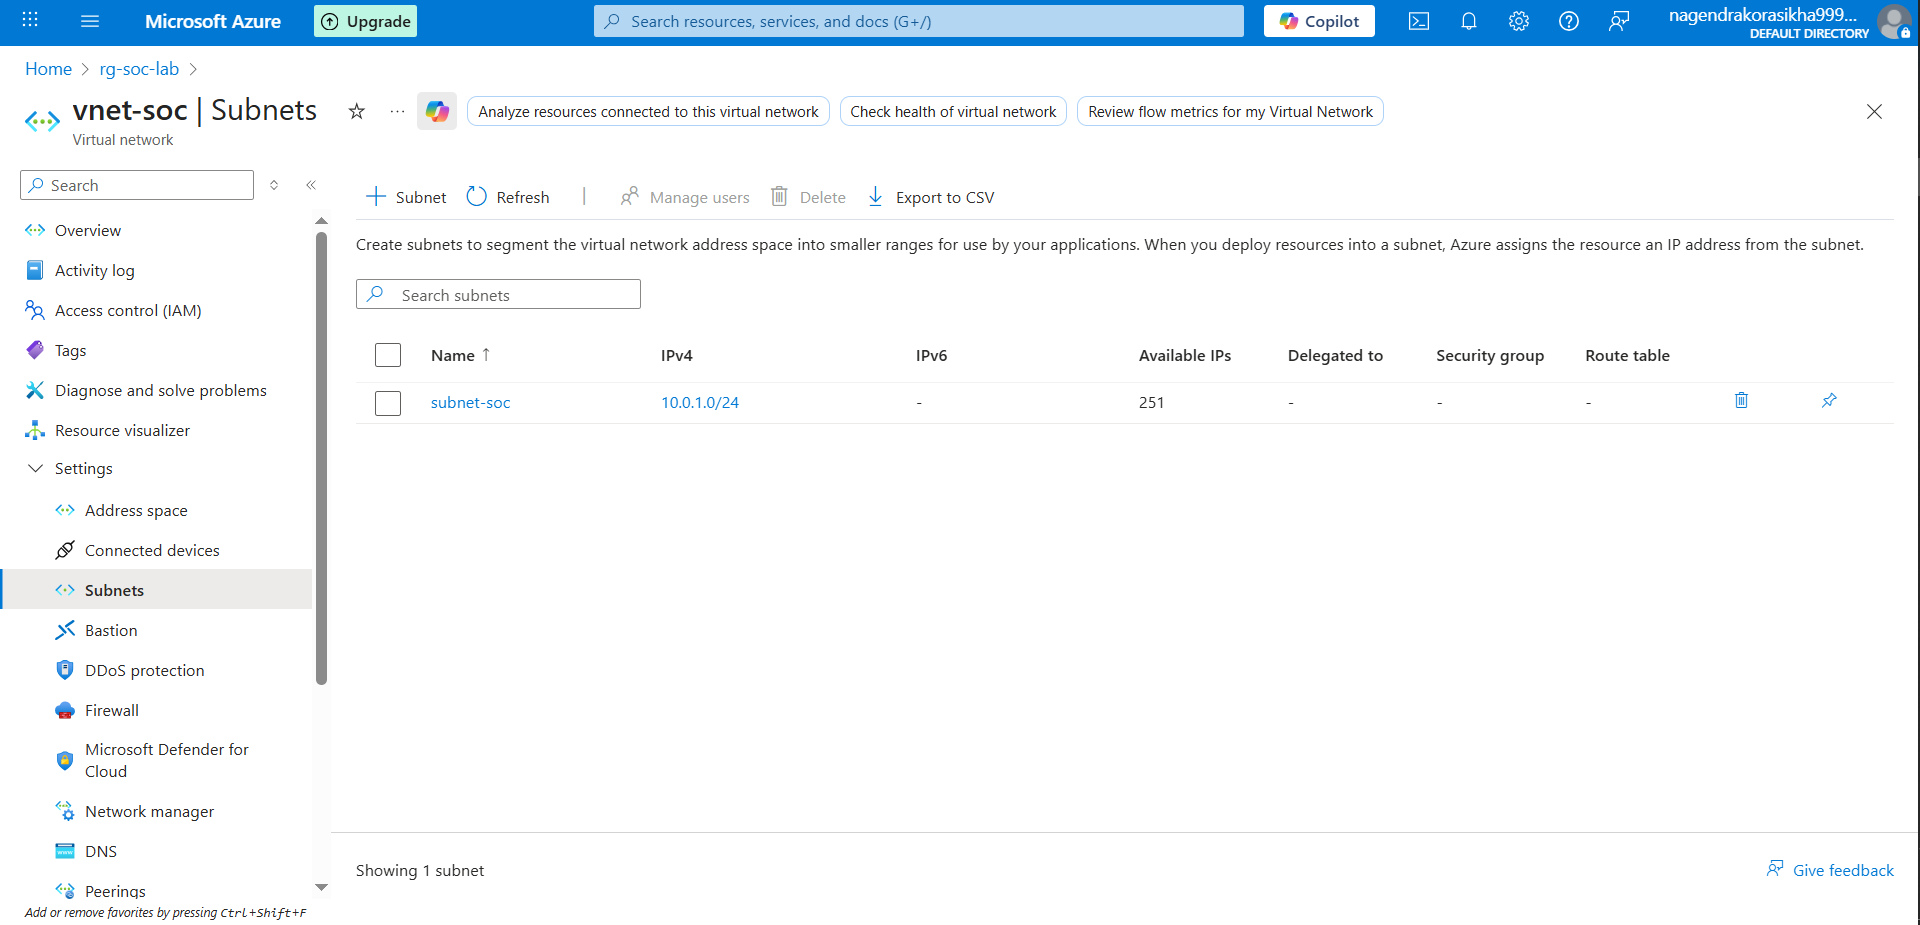 Microsoft Azure
Upgrade
Search resources, services, and docs (G+/)
Copilot
nagendrakorasikha999...
DEFAULT DIRECTORY
Home > rg-soc-lab >
vnet-soc | Subnets
Virtual network
Analyze resources connected to this virtual network
Check health of virtual network
Review flow metrics for my Virtual Network
Search
Overview
Activity log
Access control (IAM)
Tags
Diagnose and solve problems
Resource visualizer
Settings
Address space
Connected devices
Subnets
Bastion
DDoS protection
Firewall
Microsoft Defender for
Cloud
Network manager
DNS
Peerings
Add or remove favorites by pressing Ctrl+Shift+F
Subnet Refresh | Manage users Delete Export to CSV
Create subnets to segment the virtual network address space into smaller ranges for use by your applications. When you deploy resources into a subnet, Azure assigns the resource an IP address from the subnet.
Search subnets
Name ↑ IPv4 IPv6 Available IPs Delegated to Security group Route table
subnet-soc 10.0.1.0/24 - 251 - - -
Showing 1 subnet
Give feedback